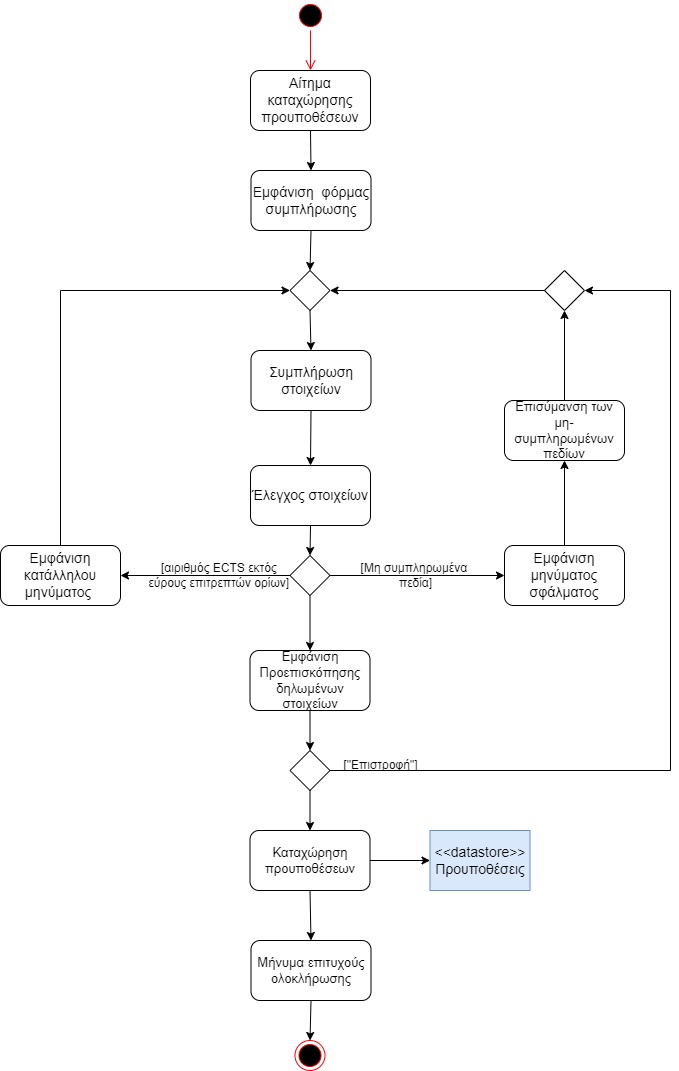 Αίτημα
καταχώρησης
προυποθέσεων
Εμφάνιση φόρμας
συμπλήρωσης
Συμπλήρωση
στοιχείων
Επισύμανση των
μη-
συμπληρωμένων
πεδίων
Έλεγχος στοιχείων
Εμφάνιση
κατάλληλου
μηνύματος
[αιριθμός ECTS εκτός
εύρους επιτρεπτών ορίων]
[Μη συμπληρωμένα
πεδία]
Εμφάνιση
μηνύματος
σφάλματος
Εμφάνιση
Προεπισκόπησης
δηλωμένων
στοιχείων
["Επιστροφή"]
Καταχώρηση
προυποθέσεων
<<datastore>>
Προυποθέσεις
Μήνυμα επιτυχούς
ολοκλήρωσης